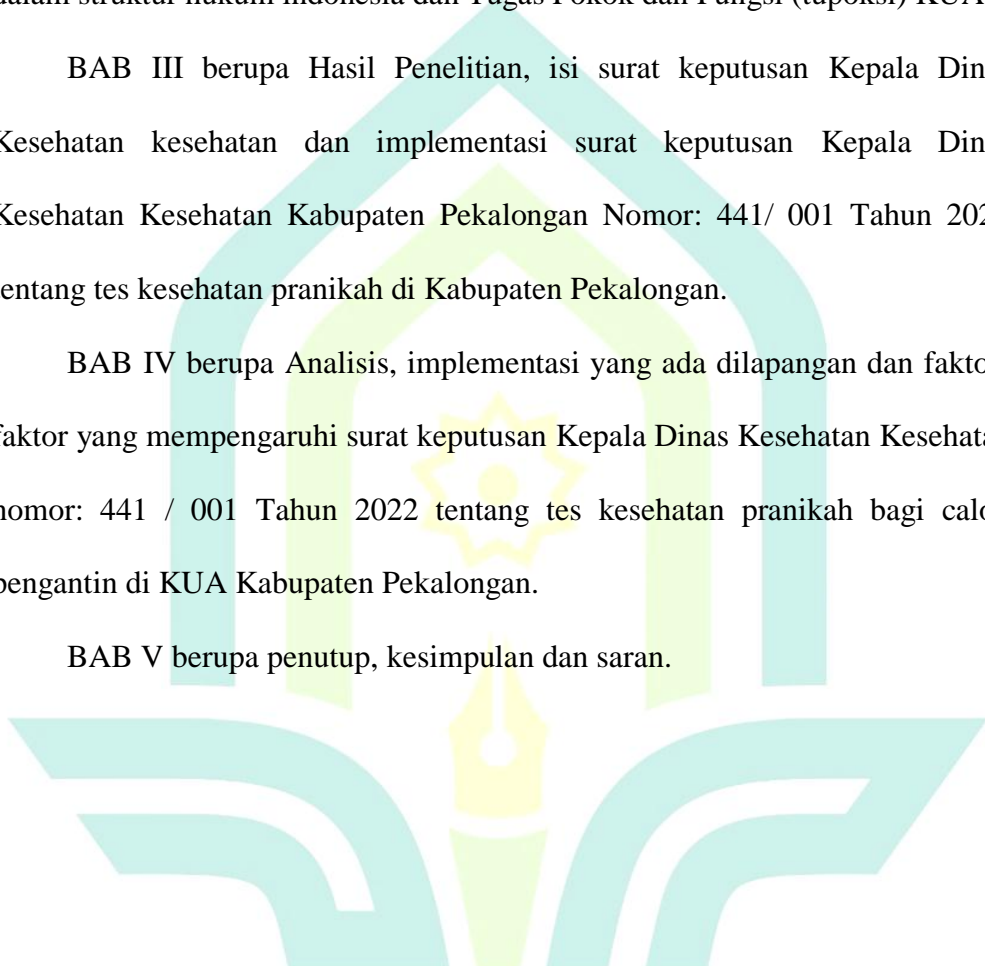 dalam struktur hukum Indonesia dan Tugas Pokok dan Fungsi (tupoksi) KUA
BAB III berupa Hasil Penelitian, isi surat keputusan Kepala Din
Kesehatan kesehatan dan implementasi surat keputusan Kepala Din
Kesehatan Kesehatan Kabupaten Pekalongan Nomor: 441/ 001 Tahun 202
tentang tes kesehatan pranikah di Kabupaten Pekalongan.
BAB IV berupa Analisis, implementasi yang ada dilapangan dan fakto
faktor yang mempengaruhi surat keputusan Kepala Dinas Kesehatan Kesehata
nomor: 441 / 001 Tahun 2022 tentang tes kesehatan pranikah bagi calo
pengantin di KUA Kabupaten Pekalongan.
BAB V berupa penutup, kesimpulan dan saran.